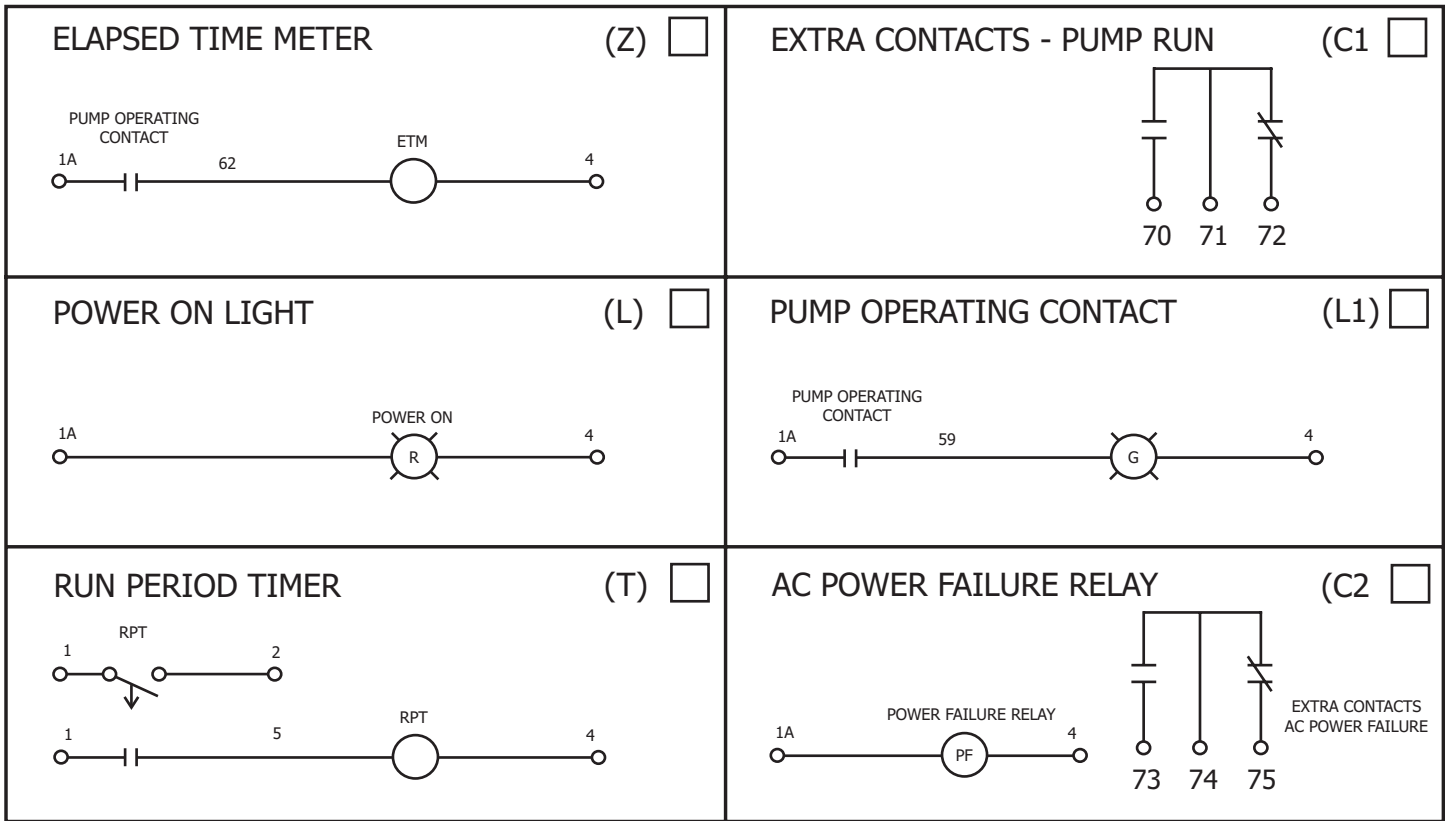 ELAPSED TIME METER (Z)
PUMP OPERATING
CONTACT
1A 62 ETM 4
EXTRA CONTACTS - PUMP RUN (C1
70 71 72
POWER ON LIGHT (L)
POWER ON
1A R 4
PUMP OPERATING CONTACT (L1)
PUMP OPERATING
CONTACT
1A 59 G 4
RUN PERIOD TIMER (T)
RPT
1 2
RPT
1 5 4
AC POWER FAILURE RELAY (C2
POWER FAILURE RELAY
1A PF 4
EXTRA CONTACTS
AC POWER FAILURE
73 74 75